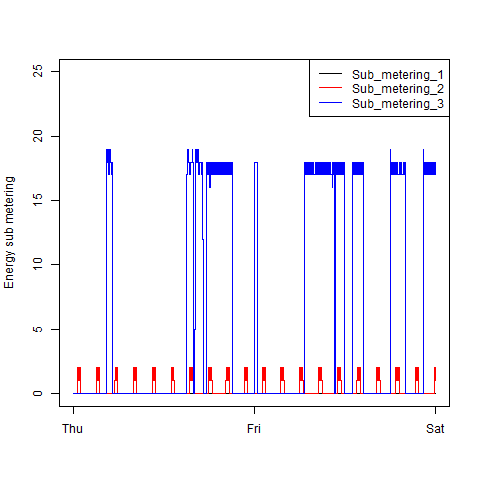 Sub_metering_1
Sub_metering_2
Sub_metering_3
Energy sub metering
25
20
15
10
5
0
Thu Fri Sat